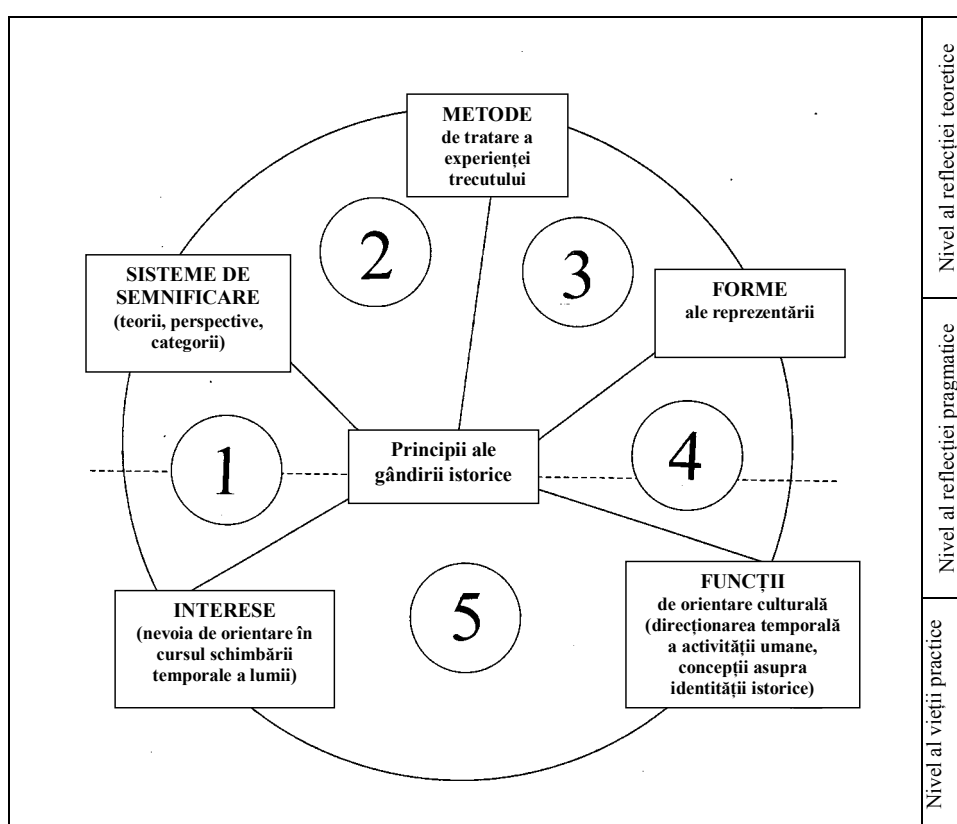 METODE
de tratare a
experienței
trecutului
2
3
SISTEME DE
SEMNIFICARE
(teorii, perspective,
categorii)
FORME
ale reprezentării
1
Principii ale
gândirii istorice
4
INTERESE
(nevoia de orientare în
cursul schimbării
temporale a lumii)
5
FUNCȚII
de orientare culturală
(direcționarea temporală
a activității umane,
concepții asupra
identității istorice)
Nivel al reflecției teoretice
Nivel al reflecției pragmatice
Nivel al vieții practice